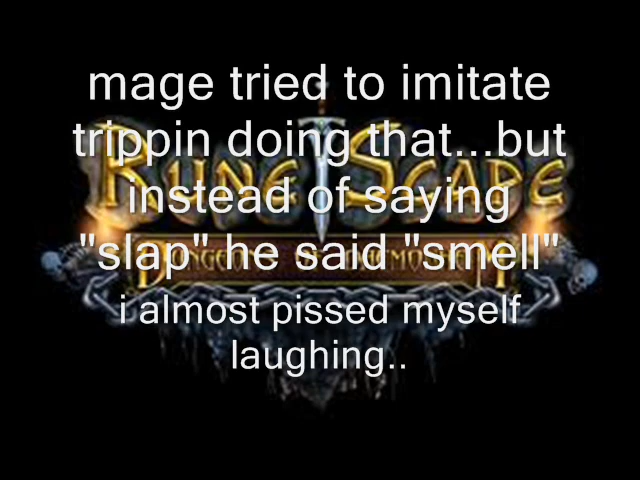 mage tried to imitate
trippin doing that...but
RUNESCAPE
instead of saying
"slap" he said "smell"
i almost pissed myself
laughing..